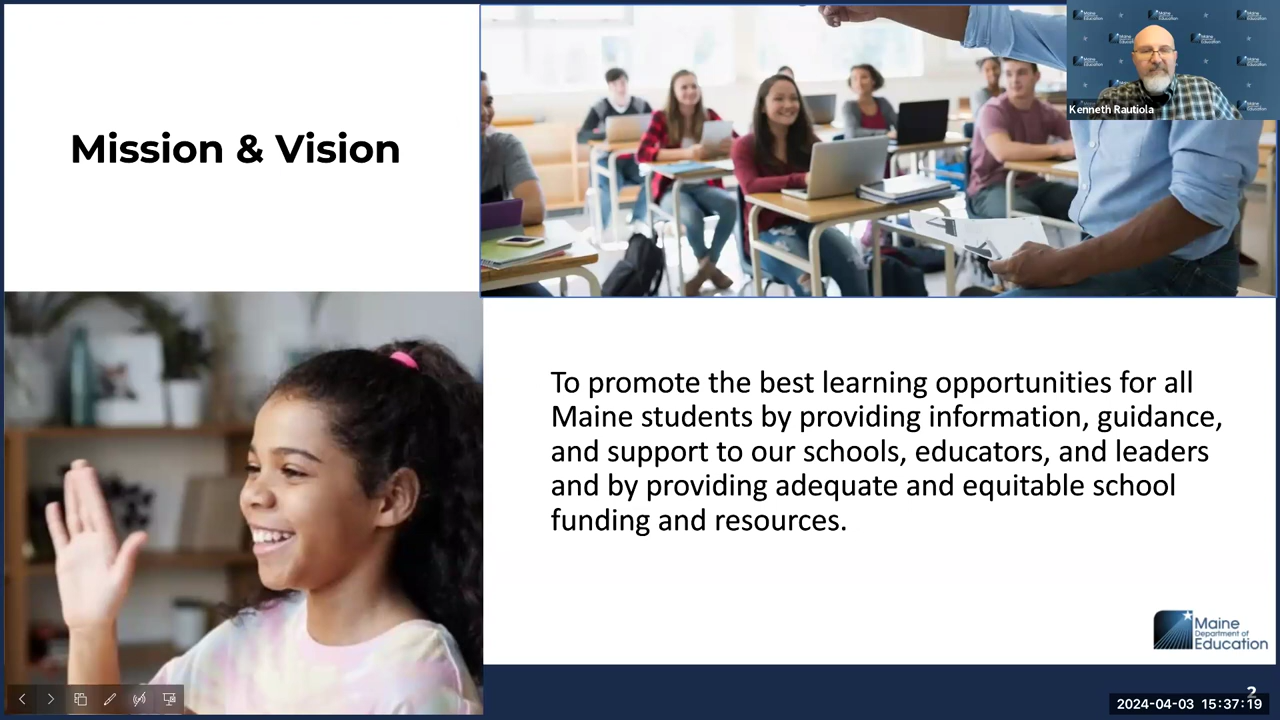 Mission & Vision
Kenneth Rautiola
To promote the best learning opportunities for all
Maine students by providing information, guidance,
and support to our schools, educators, and leaders
and by providing adequate and equitable school
funding and resources.
Maine
Department of
Education
2
2024-04-03 15:37:19